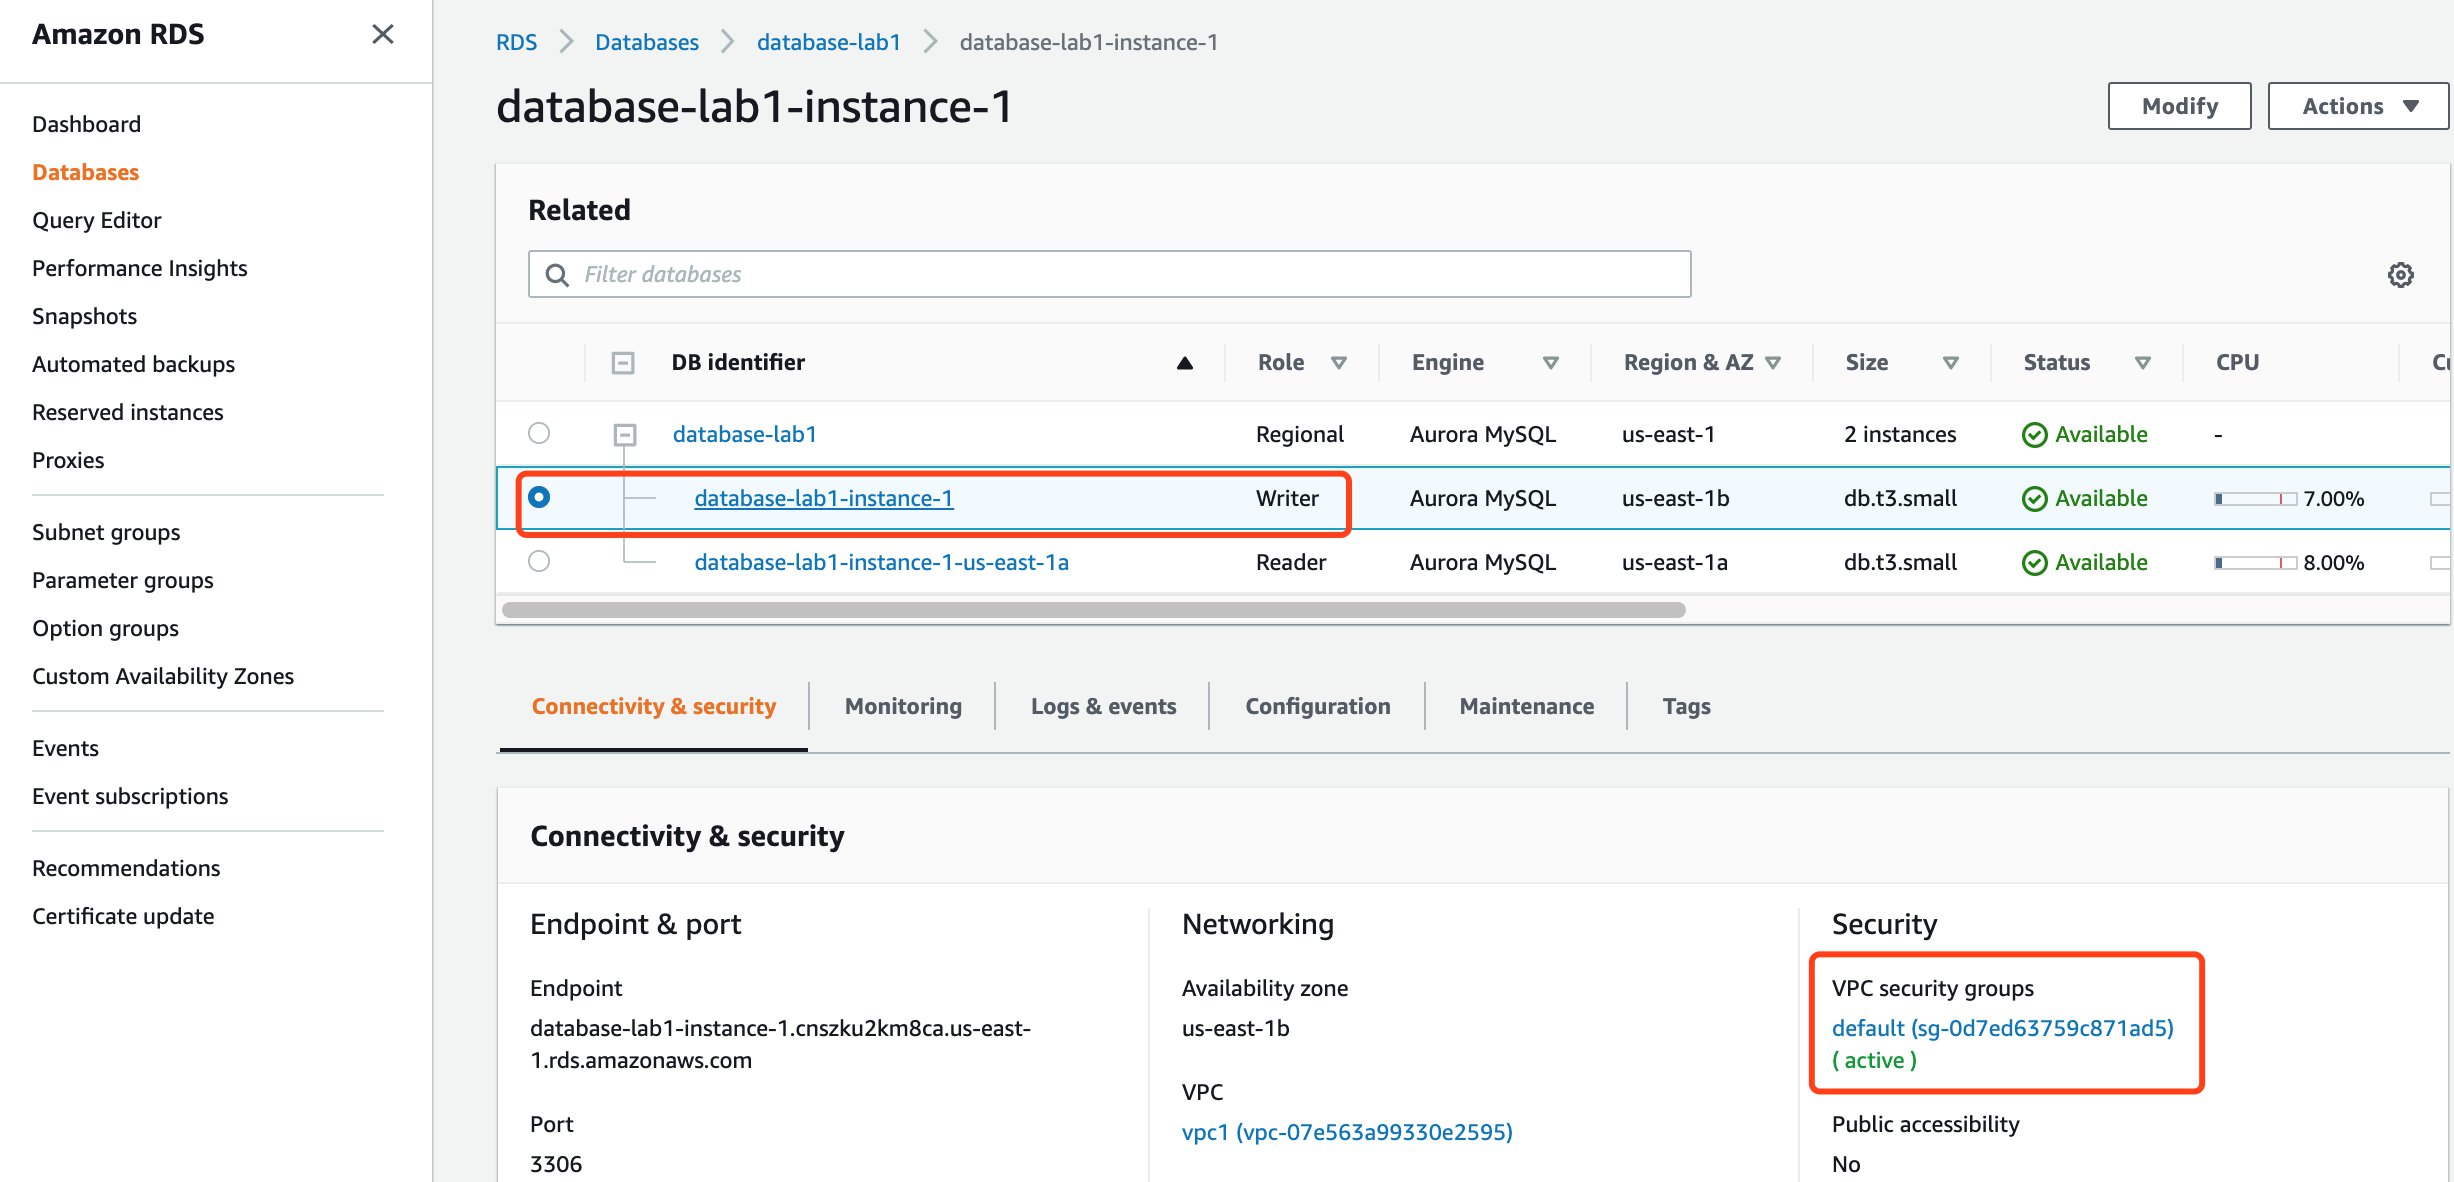 Amazon RDS
Dashboard
Databases
Query Editor
Performance Insights
Snapshots
Automated backups
Reserved instances
Proxies
Subnet groups
Parameter groups
Option groups
Custom Availability Zones
Events
Event subscriptions
Recommendations
Certificate update
RDS Databases database-lab1 database-lab1-instance-1
database-lab1-instance-1
Modify Actions
Related
Filter databases
DB identifier Role Engine Region & AZ Size Status CPU
database-lab1 Regional Aurora MySQL us-east-1 2 instances Available -
database-lab1-instance-1 Writer Aurora MySQL us-east-1b db.t3.small Available 7.00%
database-lab1-instance-1-us-east-1a Reader Aurora MySQL us-east-1a db.t3.small Available 8.00%
Connectivity & security Monitoring Logs & events Configuration Maintenance Tags
Connectivity & security
Endpoint & port
Endpoint
database-lab1-instance-1.cnszku2km8ca.us-east-
1.rds.amazonaws.com
Port
3306
Networking
Availability zone
us-east-1b
VPC
vpc1 (vpc-07e563a99330e2595)
Security
VPC security groups
default (sg-0d7ed63759c871ad5)
( active )
Public accessibility
No